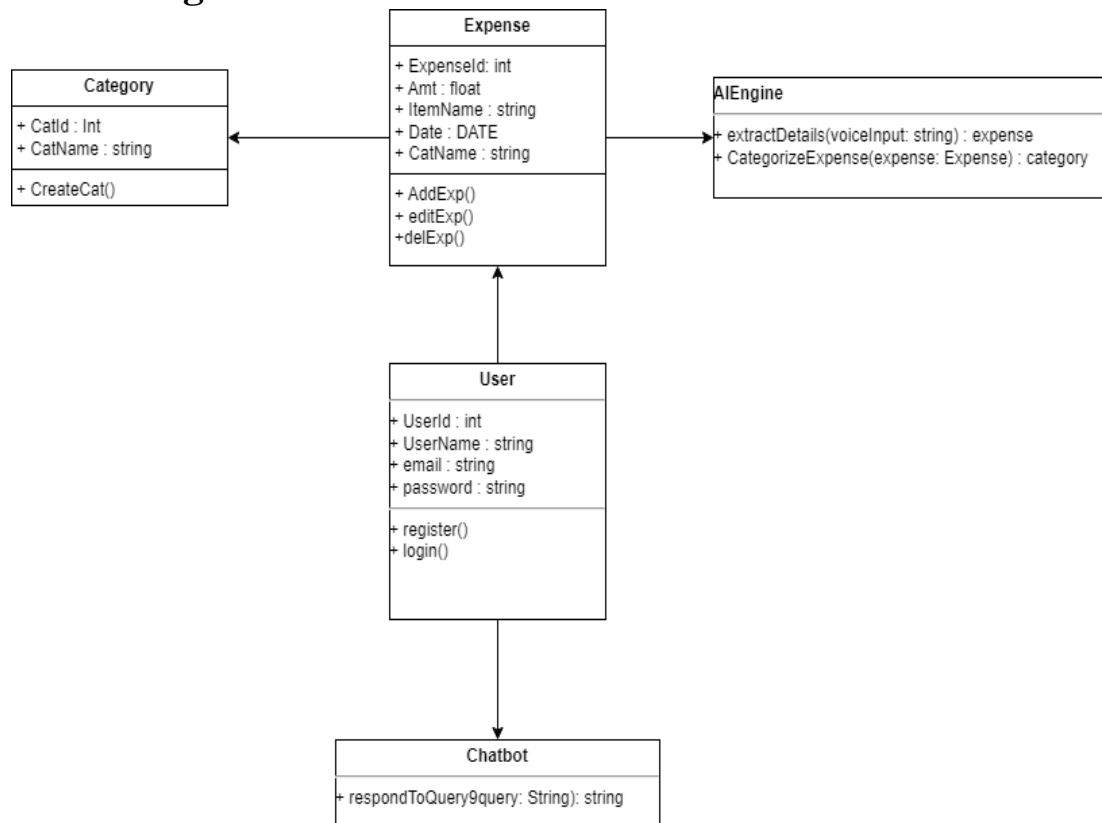 Expense
+ ExpenseId: int
+ Amt : float
+ ItemName : string
+ Date : DATE
+ CatName : string
+ AddExp()
+ editExp()
+delExp()
Category
+ CatId : Int
+ CatName : string
+ CreateCat()
AIEngine
+ extractDetails(voiceInput: string) : expense
+ CategorizeExpense(expense: Expense) : category
User
+ UserId : int
+ UserName : string
+ email : string
+ password : string
+ register()
+ login()
Chatbot
+ respondToQuery9query: String): string